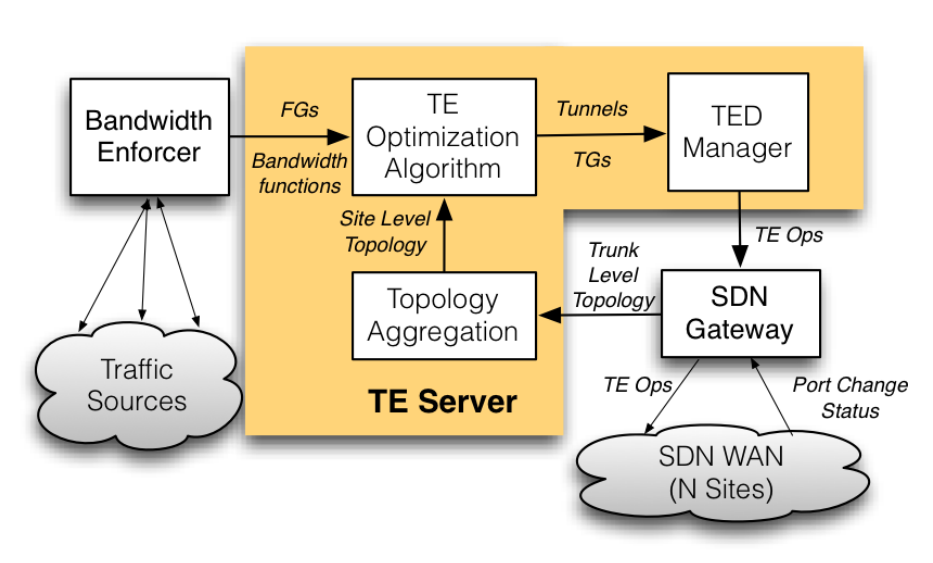 Bandwidth
Enforcer
FGs
Bandwidth
functions
TE
Optimization
Algorithm
Tunnels
TGs
TED
Manager
Site Level
Topology
TE Ops
Trunk
Level
Topology
Topology
Aggregation
SDN
Gateway
TE Server
Traffic
Sources
TE Ops
Port Change
Status
SDN WAN
(N Sites)